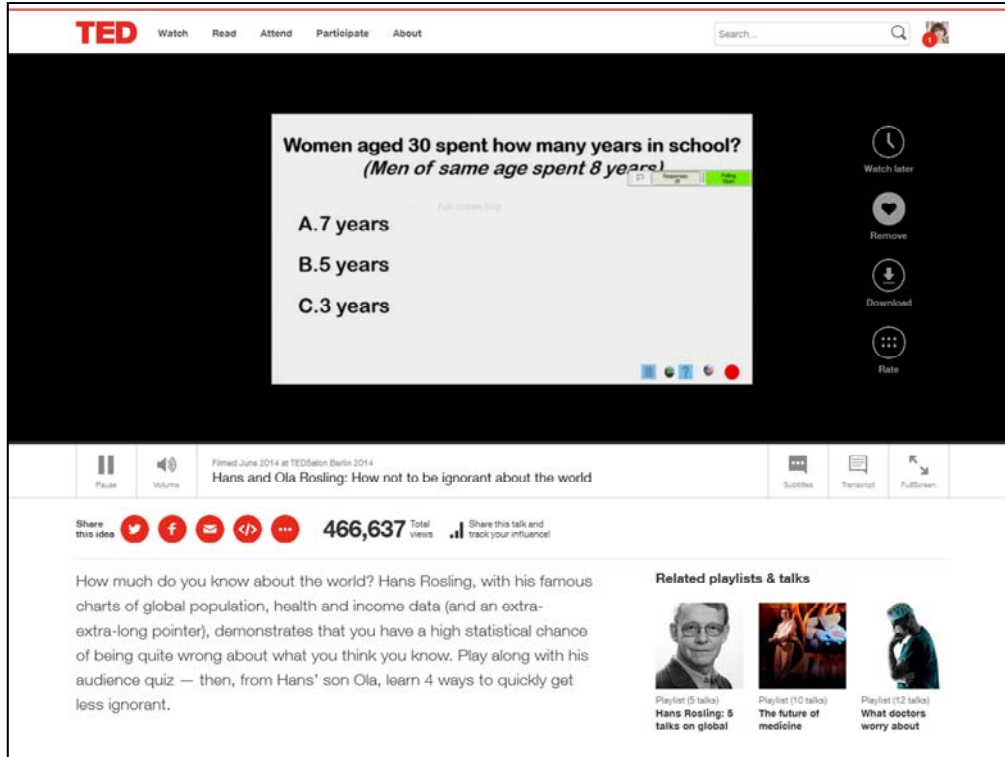 TED Watch Read Attend Participate About Search... 1
Women aged 30 spent how many years in school?
(Men of same age spent 8 years)
Responses
Polling
Open
A.7 years
B.5 years
C.3 years
?
Watch later
Remove
Download
Rate
Pause
Volume
Filmed June 2014 at TEDSalon Berlin 2014
Hans and Ola Rosling: How not to be ignorant about the world
Subtitles
Transcript
FullScreen
Share
this idea
466,637 Total
views
Share this talk and
track your influence!
How much do you know about the world? Hans Rosling, with his famous
charts of global population, health and income data (and an extra-
extra-long pointer), demonstrates that you have a high statistical chance
of being quite wrong about what you think you know. Play along with his
audience quiz — then, from Hans' son Ola, learn 4 ways to quickly get
less ignorant.
Related playlists & talks
Playlist (5 talks)
Hans Rosling: 5
talks on global
Playlist (10 talks)
The future of
medicine
Playlist (12 talks)
What doctors
worry about